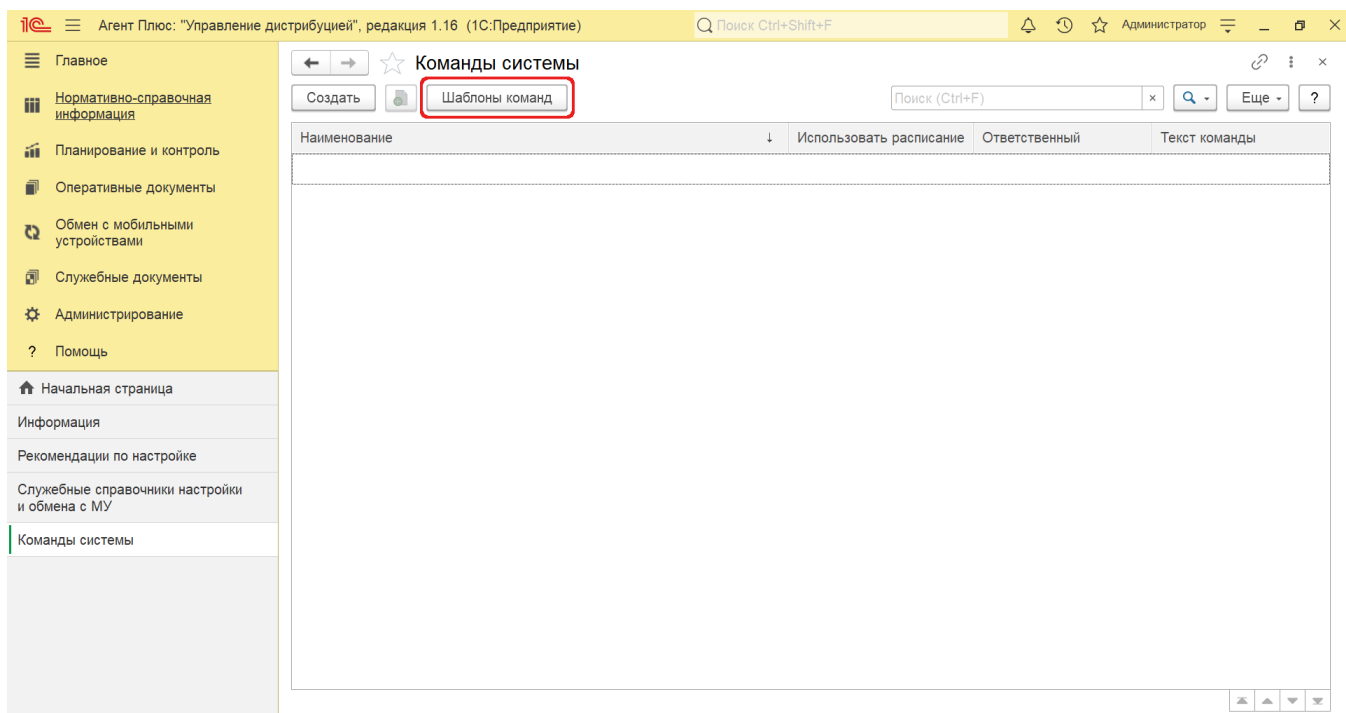 1С Агент Плюс: "Управление дистрибуцией", редакция 1.16 (1С:Предприятие)
Поиск Ctrl+Shift+F
Администратор
Главное
Нормативно-справочная
информация
Планирование и контроль
Оперативные документы
Обмен с мобильными
устройствами
Служебные документы
Администрирование
? Помощь
Начальная страница
Информация
Рекомендации по настройке
Служебные справочники настройки
и обмена с МУ
Команды системы
Команды системы
Создать
Шаблоны команд
Поиск (Ctrl+F)
Еще
?
Наименование
Использовать расписание
Ответственный
Текст команды